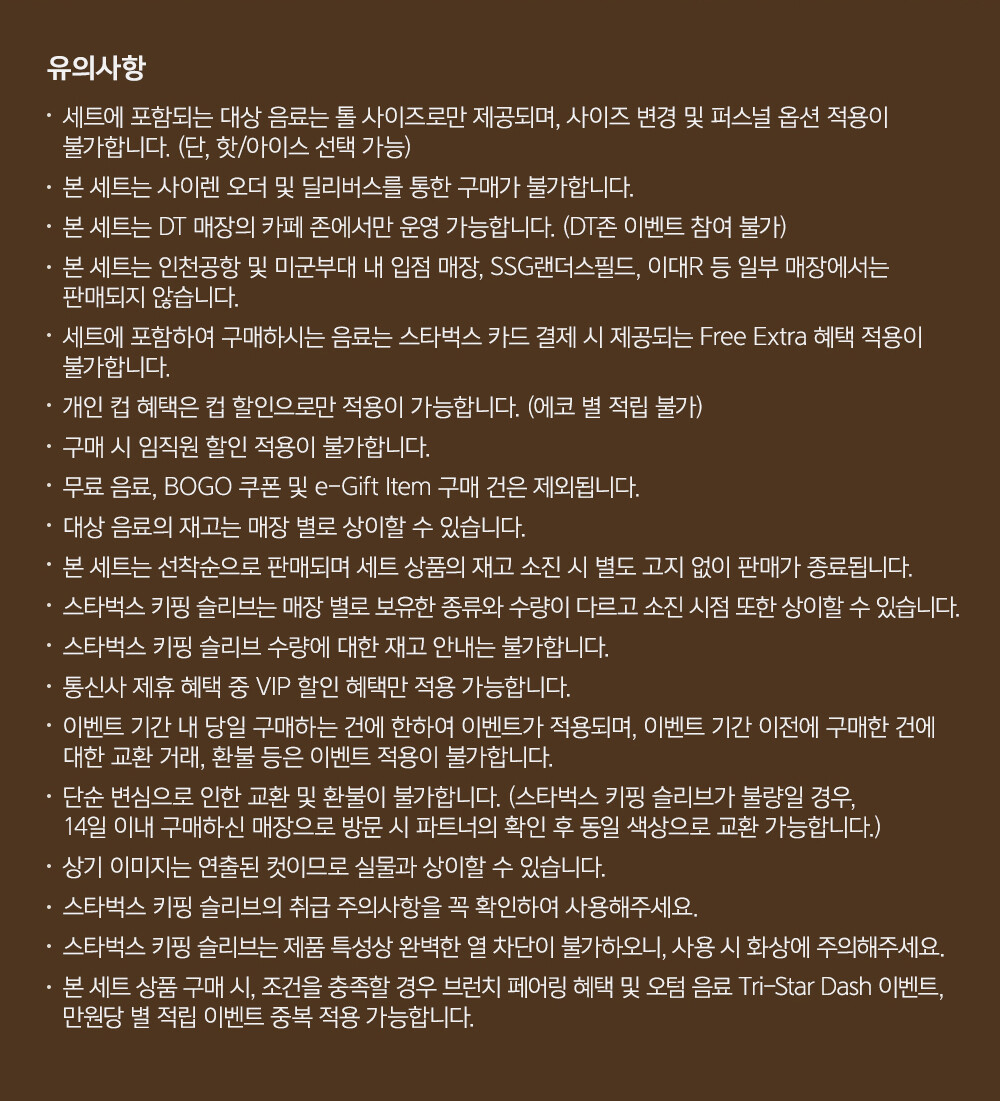 유의사항
· 세트에 포함되는 대상 음료는 톨 사이즈로만 제공되며, 사이즈 변경 및 퍼스널 옵션 적용이
불가합니다. (단, 핫/아이스 선택 가능)
· 본 세트는 사이렌 오더 및 딜리버스를 통한 구매가 불가합니다.
· 본 세트는 DT 매장의 카페 존에서만 운영 가능합니다. (DT존 이벤트 참여 불가)
· 본 세트는 인천공항 및 미군부대 내 입점 매장, SSG랜더스필드, 이대R 등 일부 매장에서는
판매되지 않습니다.
· 세트에 포함하여 구매하시는 음료는 스타벅스 카드 결제 시 제공되는 Free Extra 혜택 적용이
불가합니다.
· 개인 컵 혜택은 컵 할인으로만 적용이 가능합니다. (에코 별 적립 불가)
· 구매 시 임직원 할인 적용이 불가합니다.
· 무료 음료, BOGO 쿠폰 및 e-Gift Item 구매 건은 제외됩니다.
· 대상 음료의 재고는 매장 별로 상이할 수 있습니다.
· 본 세트는 선착순으로 판매되며 세트 상품의 재고 소진 시 별도 고지 없이 판매가 종료됩니다.
· 스타벅스 키핑 슬리브는 매장 별로 보유한 종류와 수량이 다르고 소진 시점 또한 상이할 수 있습니다.
· 스타벅스 키핑 슬리브 수량에 대한 재고 안내는 불가합니다.
· 통신사 제휴 혜택 중 VIP 할인 혜택만 적용 가능합니다.
· 이벤트 기간 내 당일 구매하는 건에 한하여 이벤트가 적용되며, 이벤트 기간 이전에 구매한 건에
대한 교환 거래, 환불 등은 이벤트 적용이 불가합니다.
· 단순 변심으로 인한 교환 및 환불이 불가합니다. (스타벅스 키핑 슬리브가 불량일 경우,
14일 이내 구매하신 매장으로 방문 시 파트너의 확인 후 동일 색상으로 교환 가능합니다.)
· 상기 이미지는 연출된 컷이므로 실물과 상이할 수 있습니다.
· 스타벅스 키핑 슬리브의 취급 주의사항을 꼭 확인하여 사용해주세요.
· 스타벅스 키핑 슬리브는 제품 특성상 완벽한 열 차단이 불가하오니, 사용 시 화상에 주의해주세요.
· 본 세트 상품 구매 시, 조건을 충족할 경우 브런치 페어링 혜택 및 오텀 음료 Tri-Star Dash 이벤트,
만원당 별 적립 이벤트 중복 적용 가능합니다.